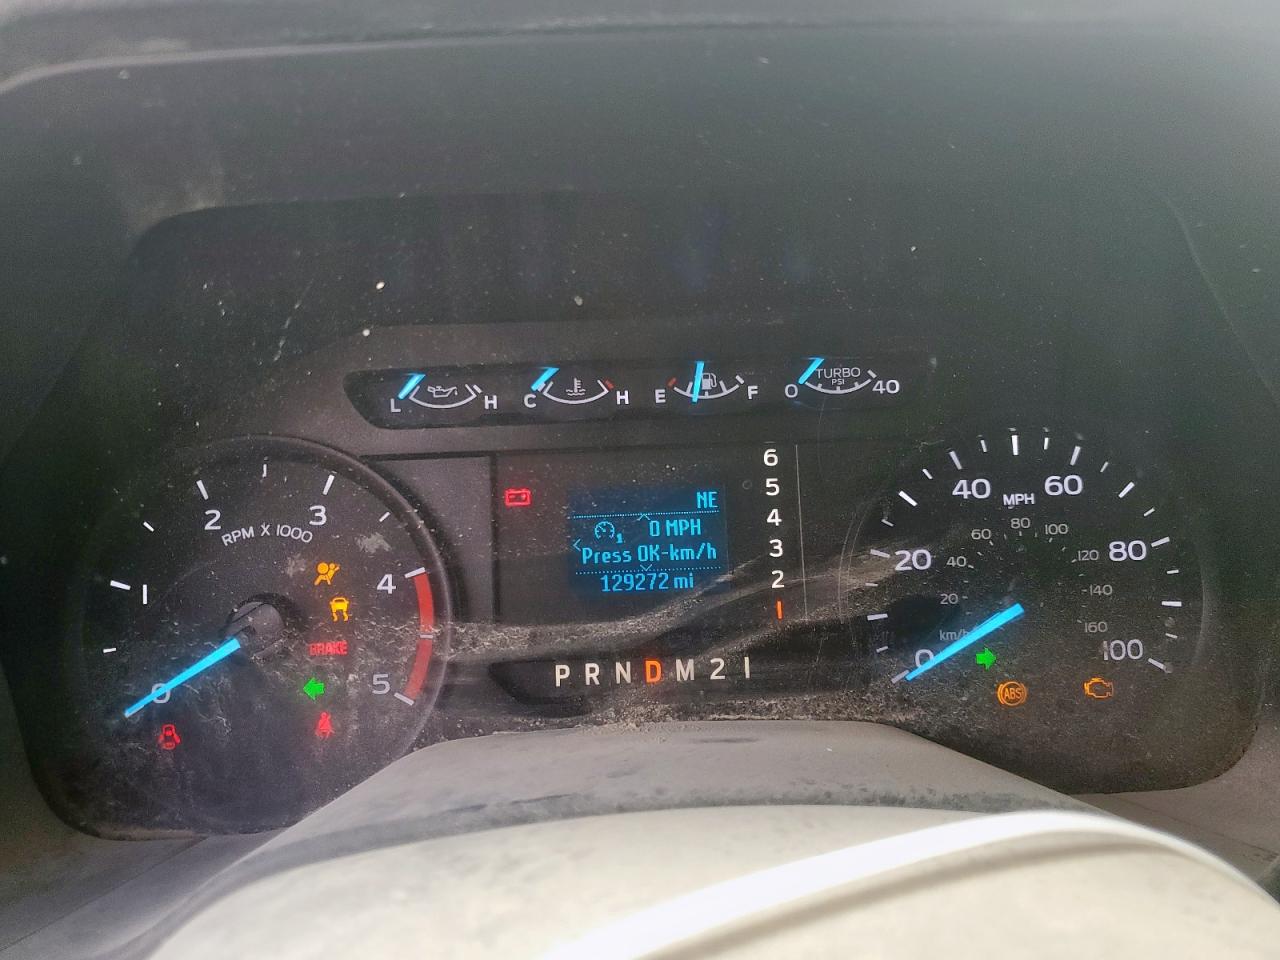 L H
C H
E F
0 TURBO PSI 40
0 1 2 3 4 5
RPM X 1000
BRAKE
NE
1 0 MPH
Press OK-km/h
129272 mi
6
5
4
3
2
1
P R N D M 2 1
0 20 40 60 80 100
MPH
20 40 60 80 100 120 140 160
km/h
ABS